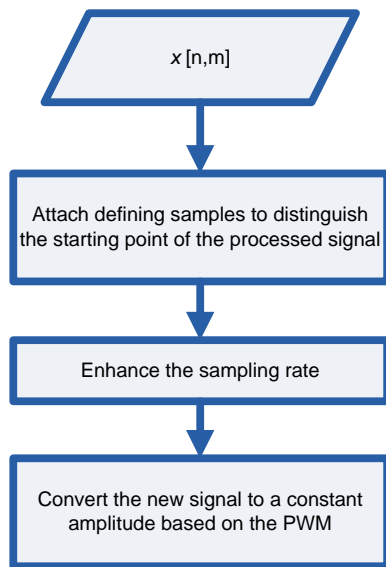 x [n,m]
Attach defining samples to distinguish
the starting point of the processed signal
Enhance the sampling rate
Convert the new signal to a constant
amplitude based on the PWM